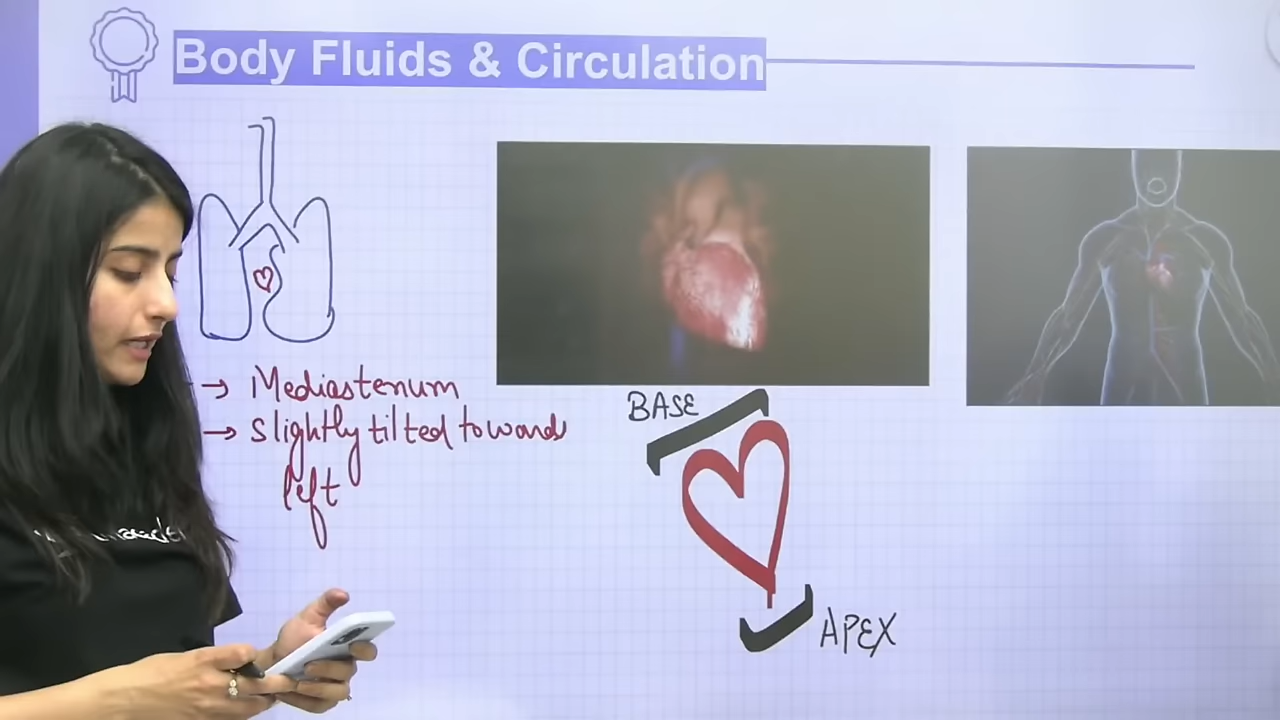 Body Fluids & Circulation
→ Mediastenum
→ Slightly tilted towards
left
BASE
APEX